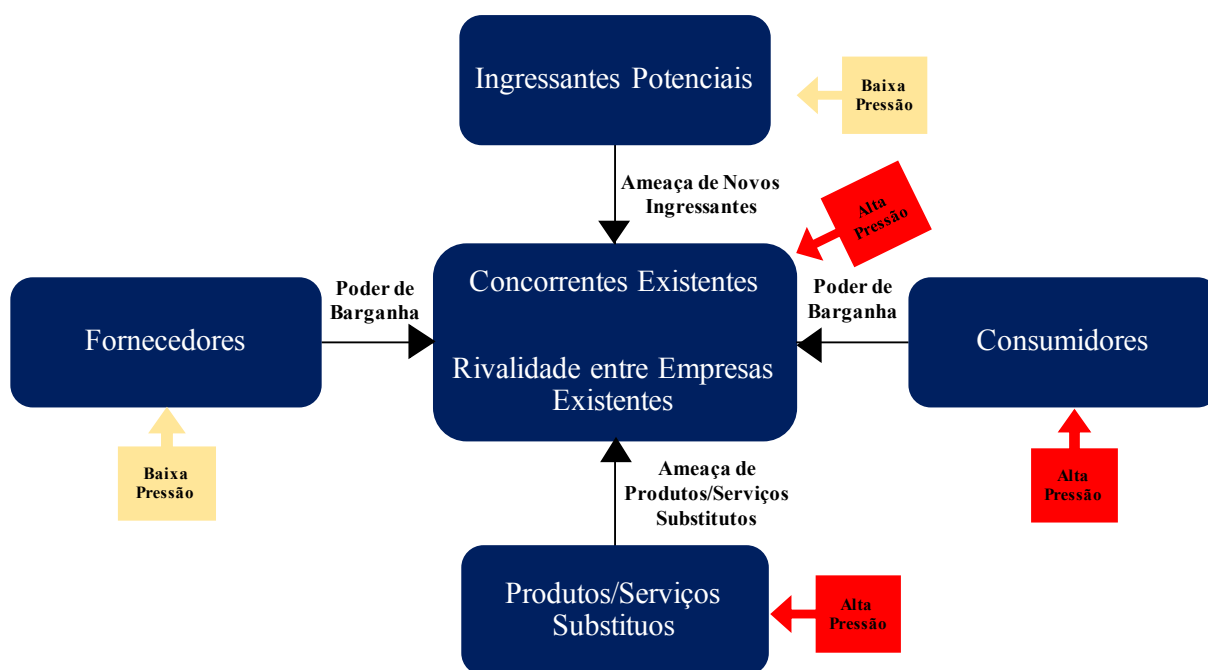 Ingressantes Potenciais
Baixa
Pressão
Ameaça de Novos
Ingressantes
Alta
Pressão
Concorrentes Existentes
Rivalidade entre Empresas
Existentes
Poder de
Barganha
Fornecedores
Baixa
Pressão
Poder de
Barganha
Consumidores
Alta
Pressão
Ameaça de
Produtos/Serviços
Substitutos
Produtos/Serviços
Substituos
Alta
Pressão